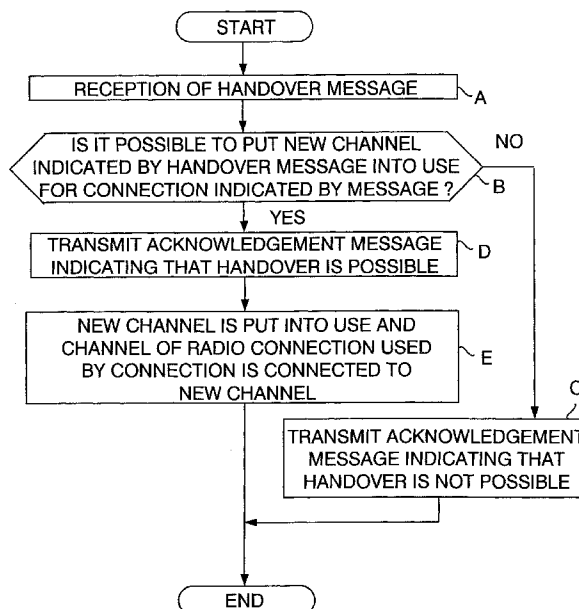 START
RECEPTION OF HANDOVER MESSAGE
A
IS IT POSSIBLE TO PUT NEW CHANNEL
INDICATED BY HANDOVER MESSAGE INTO USE
FOR CONNECTION INDICATED BY MESSAGE ?
NO
B
YES
TRANSMIT ACKNOWLEDGEMENT MESSAGE
INDICATING THAT HANDOVER IS POSSIBLE
D
NEW CHANNEL IS PUT INTO USE AND
CHANNEL OF RADIO CONNECTION USED
BY CONNECTION IS CONNECTED TO
NEW CHANNEL
E
C
TRANSMIT ACKNOWLEDGEMENT
MESSAGE INDICATING THAT
HANDOVER IS NOT POSSIBLE
END